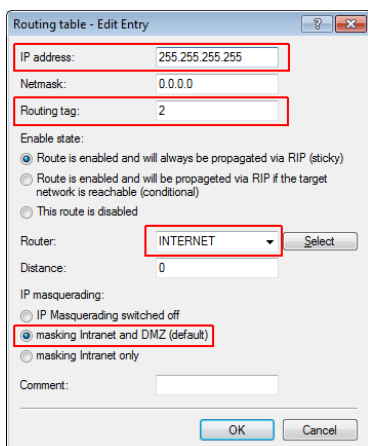 Routing table - Edit Entry
IP address: 255.255.255.255
Netmask: 0.0.0.0
Routing tag: 2
Enable state:
Route is enabled and will always be propagated via RIP (sticky)
Route is enabled and will be propageted via RIP if the target
network is reachable (conditional)
This route is disabled
Router: INTERNET Select
Distance: 0
IP masquerading:
IP Masquerading switched off
masking Intranet and DMZ (default)
masking Intranet only
Comment:
OK Cancel